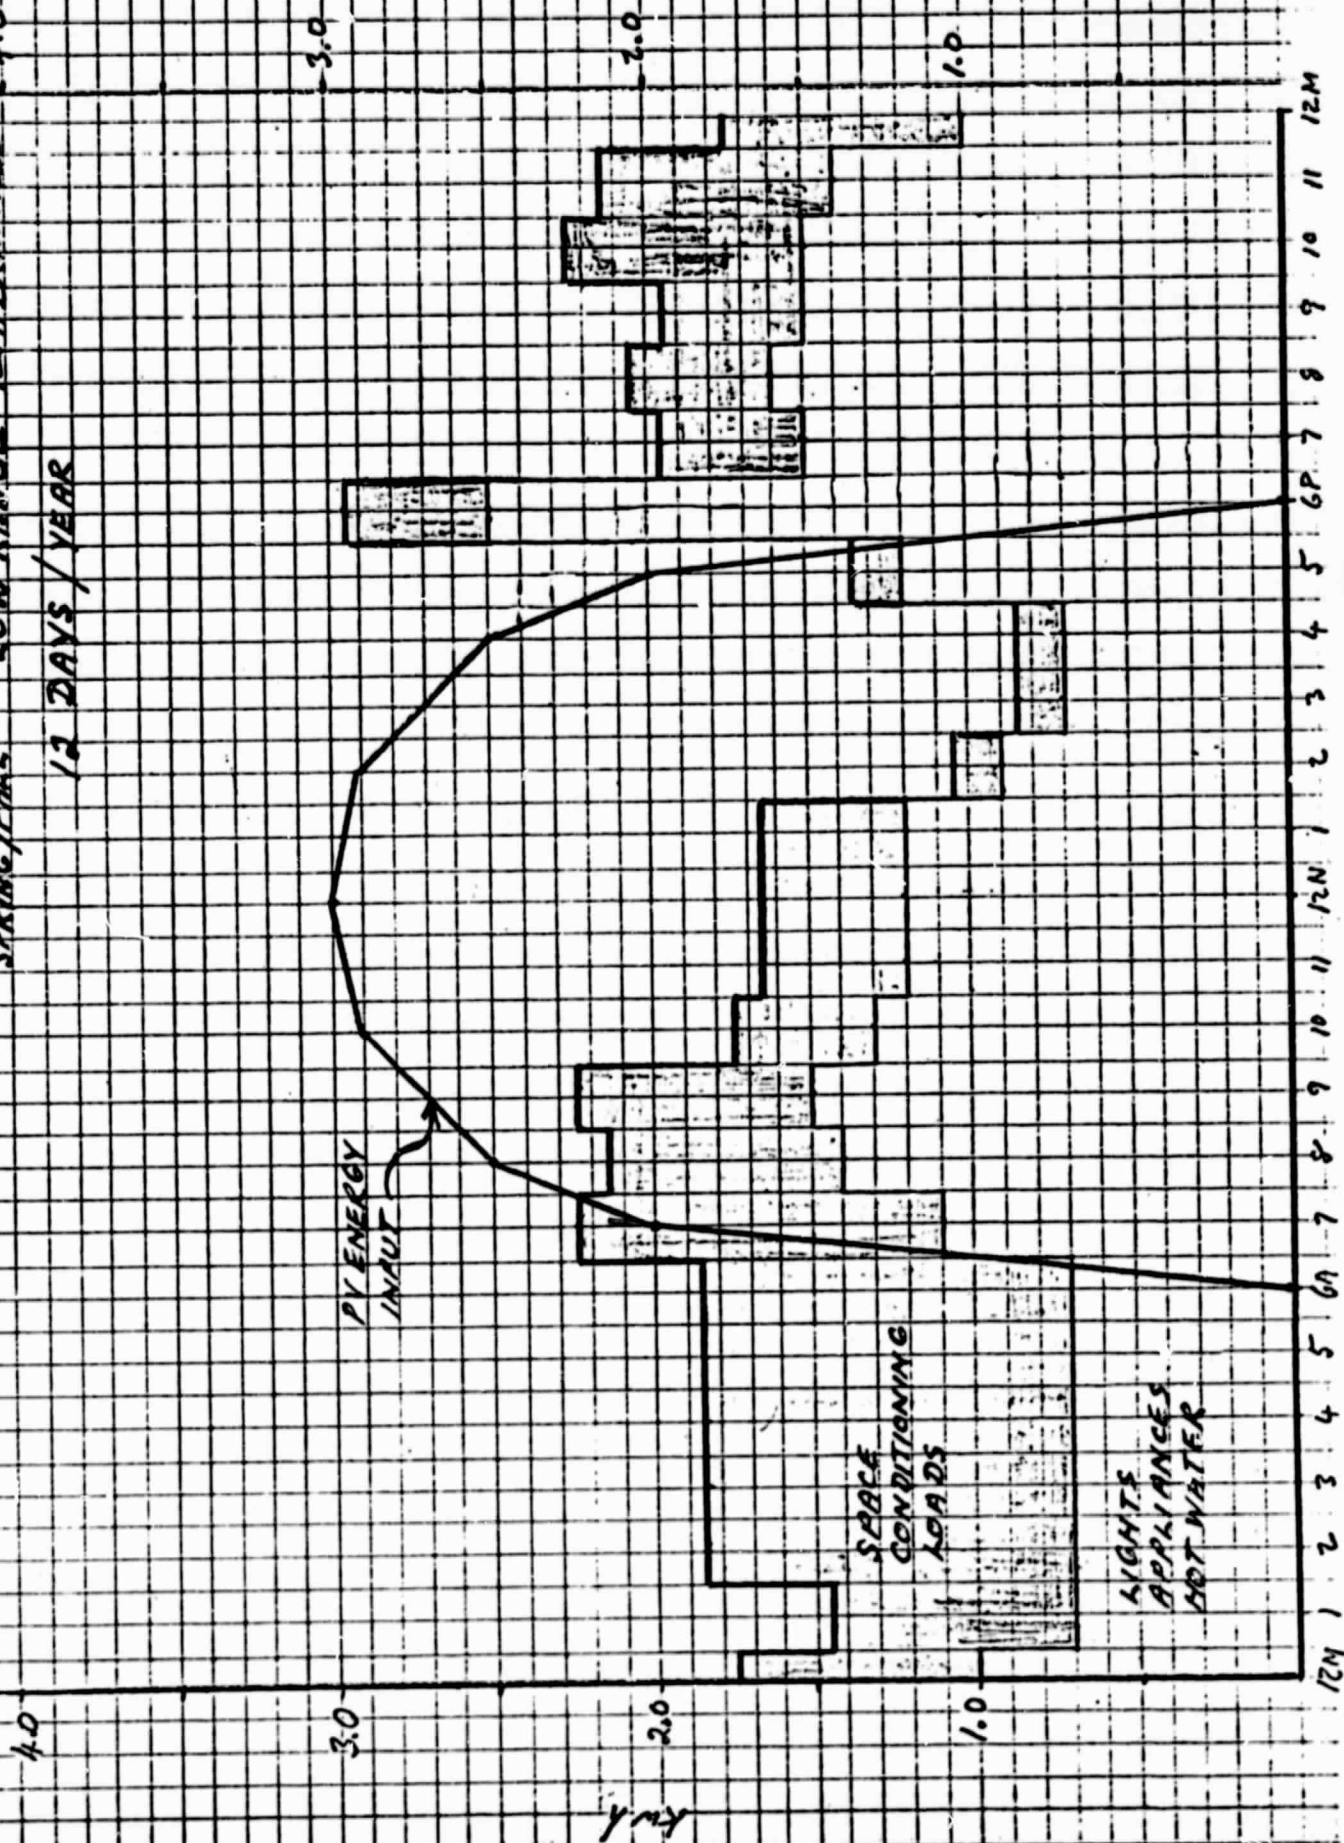 12 DAYS / YEAR
4.0
3.0
2.0
1.0
3.0
2.0
1.0
kwh
PV ENERGY
INPUT
SPACE
CONDITIONING
LOADS
LIGHTS
APPLIANCES
HOT WATER
12M 1 2 3 4 5 6A 7 8 9 10 11 12N 1 2 3 4 5 6P 7 8 9 10 11 12M